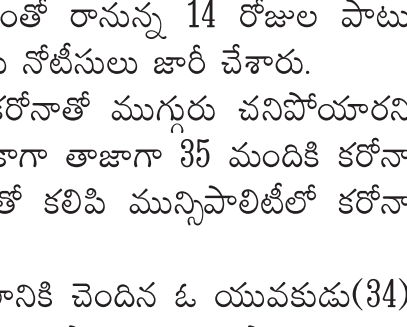 ంతో రానున్న 14 రోజుల పాటు
నోటీసులు జారీ చేశారు.
కరోనాతో ముగ్గురు చనిపోయారని
కాగా తాజాగా 35 మందికి కరోనా
తో కలిపి మున్సిపాలిటీలో కరోనా
ానికి చెందిన ఓ యువకుడు(34)